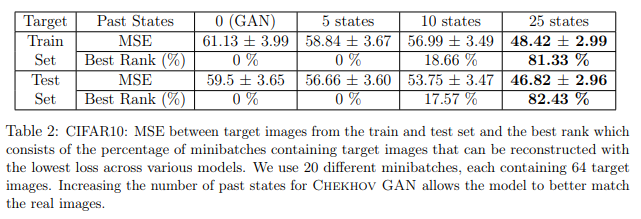 Target Past States 0 (GAN) 5 states 10 states 25 states
Train MSE 61.13 ± 3.99 58.84 ± 3.67 56.99 ± 3.49 48.42 ± 2.99
Set Best Rank (%) 0 % 0 % 18.66 % 81.33 %
Test MSE 59.5 ± 3.65 56.66 ± 3.60 53.75 ± 3.47 46.82 ± 2.96
Set Best Rank (%) 0 % 0 % 17.57 % 82.43 %
Table 2: CIFAR10: MSE between target images from the train and test set and the best rank which
consists of the percentage of minibatches containing target images that can be reconstructed with
the lowest loss across various models. We use 20 different minibatches, each containing 64 target
images. Increasing the number of past states for CHEKHOV GAN allows the model to better match
the real images.